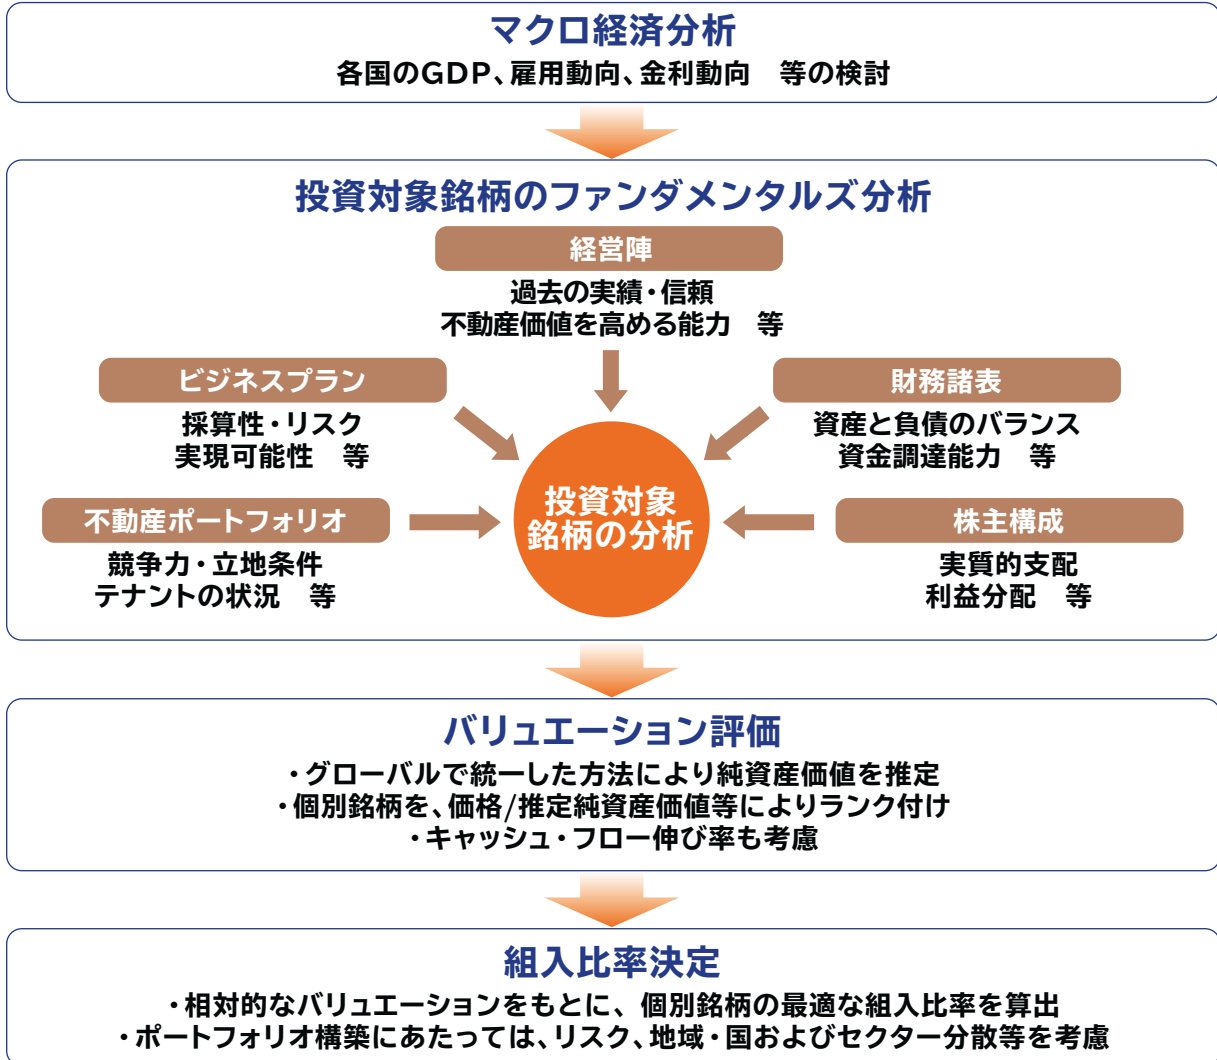 マクロ経済分析
各国のGDP、雇用動向、金利動向　等の検討
投資対象銘柄のファンダメンタルズ分析
経営陣
過去の実績・信頼
不動産価値を高める能力　等
ビジネスプラン
採算性・リスク
実現可能性　等
財務諸表
資産と負債のバランス
資金調達能力　等
不動産ポートフォリオ
競争力・立地条件
テナントの状況　等
投資対象
銘柄の分析
株主構成
実質的支配
利益分配　等
バリュエーション評価
・グローバルで統一した方法により純資産価値を推定
・個別銘柄を、価格/推定純資産価値等によりランク付け
・キャッシュ・フロー伸び率も考慮
組入比率決定
・相対的なバリュエーションをもとに、個別銘柄の最適な組入比率を算出
・ポートフォリオ構築にあたっては、リスク、地域・国およびセクター分散等を考慮